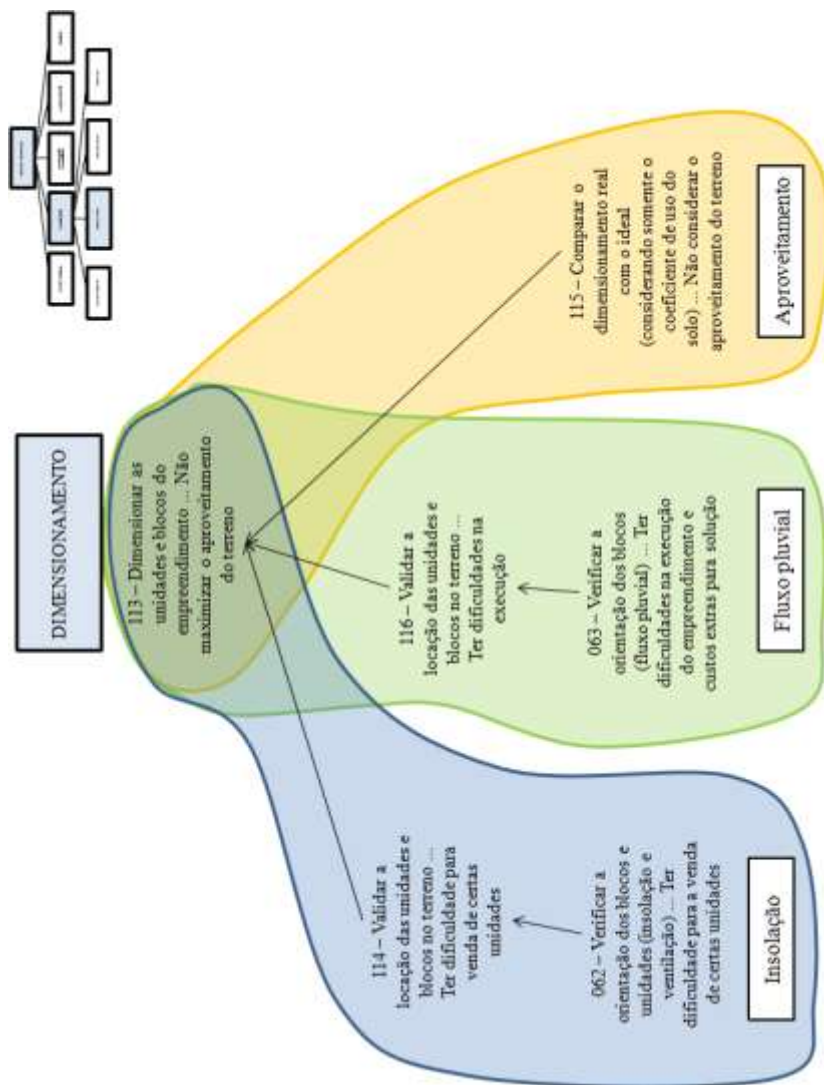 DIMENSIONAMENTO
113 – Dimensionar as
unidades e blocos do
empreendimento ... Não
maximizar o aproveitamento
do terreno
114 – Validar a
locação das unidades e
blocos no terreno ...
Ter dificuldade para
venda de certas
unidades
116 – Validar a
locação das unidades e
blocos no terreno ...
Ter dificuldades na
execução
115 – Comparar o
dimensionamento real
com o ideal
(considerando somente o
coeficiente de uso do
solo) ... Não considerar o
aproveitamento do terreno
062 – Verificar a
orientação dos blocos e
unidades (insolação e
ventilação) ... Ter
dificuldade para a venda
de certas unidades
063 – Verificar a
orientação dos blocos
(fluxo pluvial) ... Ter
dificuldades na execução
do empreendimento e
custos extras para solução
Insolação
Fluxo pluvial
Aproveitamento